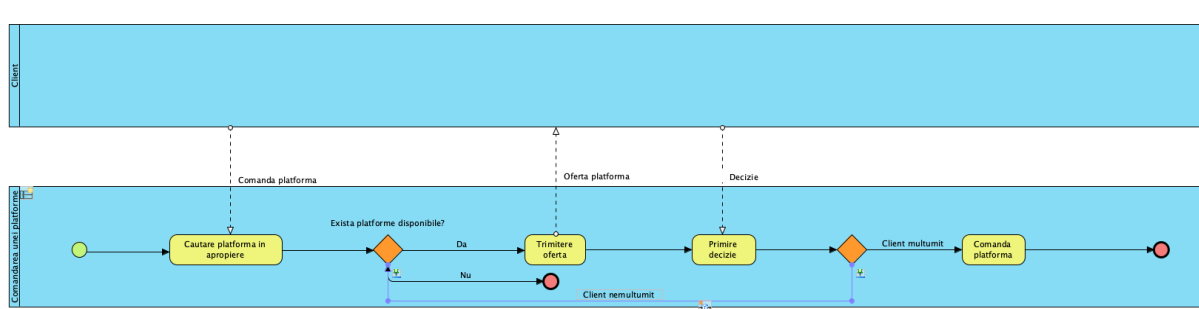 Client
Comanda platforma
Oferta platforma
Decizie
Comandarea unei platforme
Exista platforme disponibile?
Cautare platforma in
apropiere
Da
Trimitere
oferta
Primire
decizie
Client multumit
Comanda
platforma
Nu
Client nemultumit